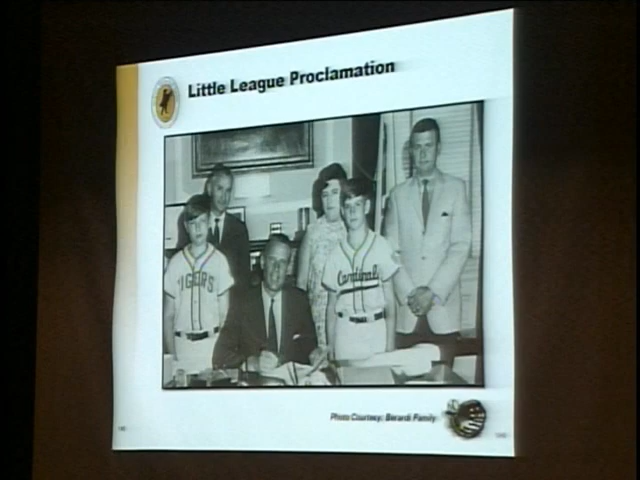 Little League Proclamation
TIGERS
Cardinals
Photo Courtesy: Berardi Family